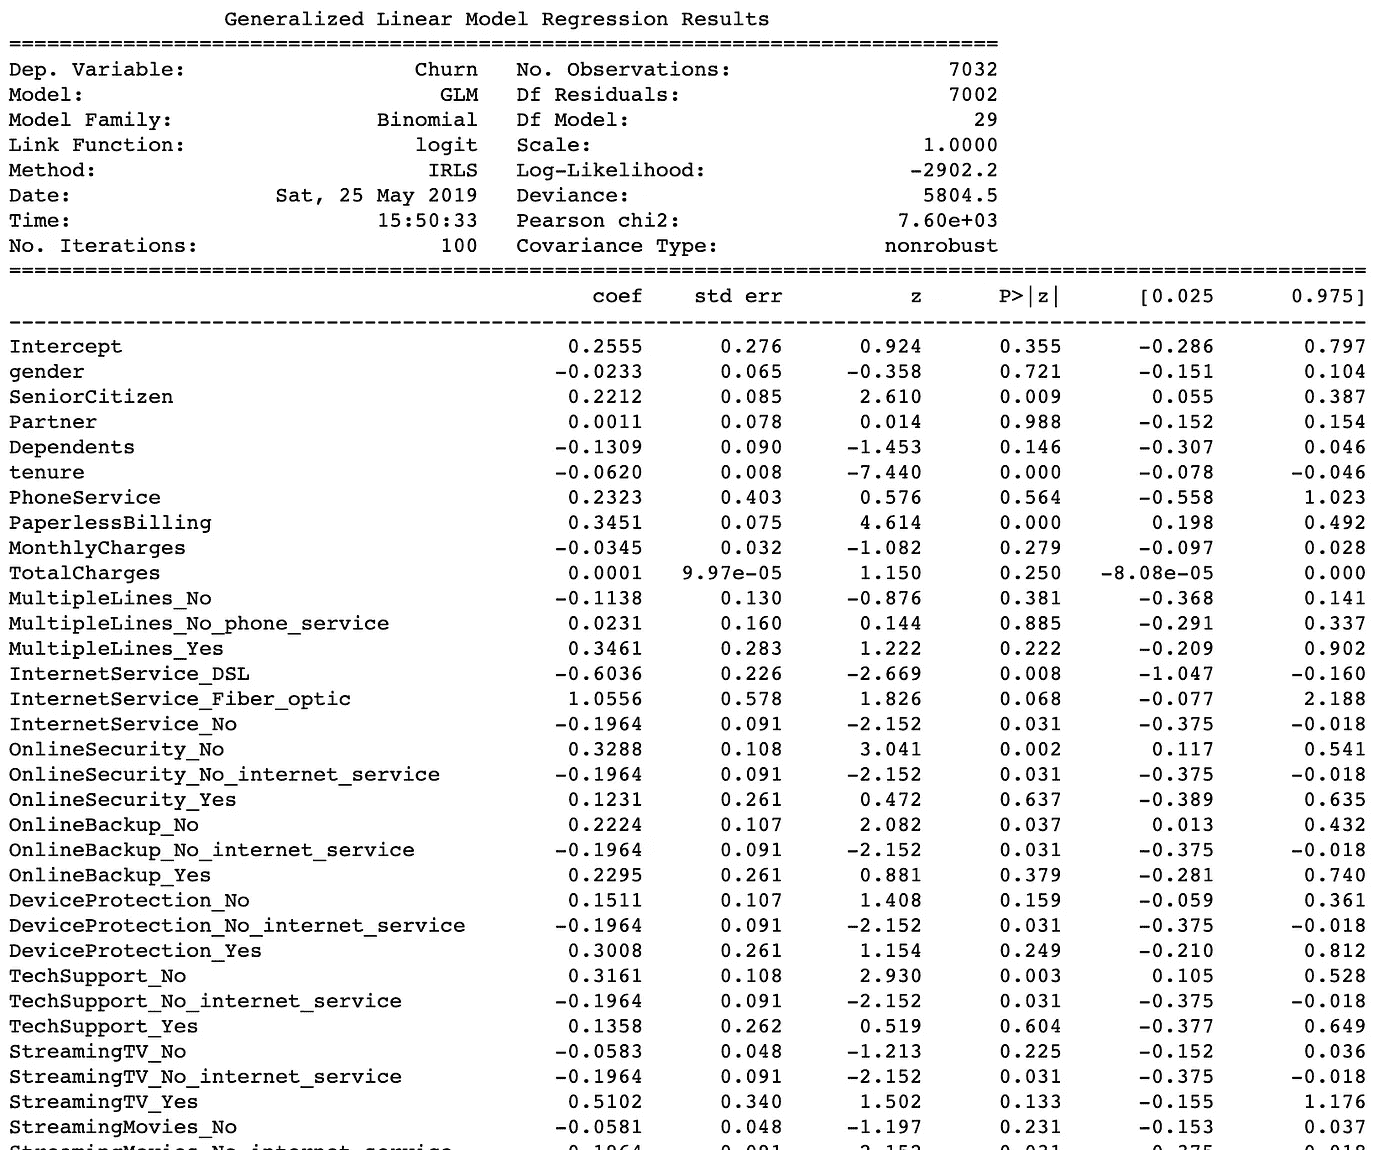 Generalized Linear Model Regression Results
==============================================================================
Dep. Variable: Churn No. Observations: 7032
Model: GLM Df Residuals: 7002
Model Family: Binomial Df Model: 29
Link Function: logit Scale: 1.0000
Method: IRLS Log-Likelihood: -2902.2
Date: Sat, 25 May 2019 Deviance: 5804.5
Time: 15:50:33 Pearson chi2: 7.60e+03
No. Iterations: 100 Covariance Type: nonrobust
===========================================================================================================
coef std err z P>|z| [0.025 0.975]
-----------------------------------------------------------------------------------------------------------
Intercept 0.2555 0.276 0.924 0.355 -0.286 0.797
gender -0.0233 0.065 -0.358 0.721 -0.151 0.104
SeniorCitizen 0.2212 0.085 2.610 0.009 0.055 0.387
Partner 0.0011 0.078 0.014 0.988 -0.152 0.154
Dependents -0.1309 0.090 -1.453 0.146 -0.307 0.046
tenure -0.0620 0.008 -7.440 0.000 -0.078 -0.046
PhoneService 0.2323 0.403 0.576 0.564 -0.558 1.023
PaperlessBilling 0.3451 0.075 4.614 0.000 0.198 0.492
MonthlyCharges -0.0345 0.032 -1.082 0.279 -0.097 0.028
TotalCharges 0.0001 9.97e-05 1.150 0.250 -8.08e-05 0.000
MultipleLines_No -0.1138 0.130 -0.876 0.381 -0.368 0.141
MultipleLines_No_phone_service 0.0231 0.160 0.144 0.885 -0.291 0.337
MultipleLines_Yes 0.3461 0.283 1.222 0.222 -0.209 0.902
InternetService_DSL -0.6036 0.226 -2.669 0.008 -1.047 -0.160
InternetService_Fiber_optic 1.0556 0.578 1.826 0.068 -0.077 2.188
InternetService_No -0.1964 0.091 -2.152 0.031 -0.375 -0.018
OnlineSecurity_No 0.3288 0.108 3.041 0.002 0.117 0.541
OnlineSecurity_No_internet_service -0.1964 0.091 -2.152 0.031 -0.375 -0.018
OnlineSecurity_Yes 0.1231 0.261 0.472 0.637 -0.389 0.635
OnlineBackup_No 0.2224 0.107 2.082 0.037 0.013 0.432
OnlineBackup_No_internet_service -0.1964 0.091 -2.152 0.031 -0.375 -0.018
OnlineBackup_Yes 0.2295 0.261 0.881 0.379 -0.281 0.740
DeviceProtection_No 0.1511 0.107 1.408 0.159 -0.059 0.361
DeviceProtection_No_internet_service -0.1964 0.091 -2.152 0.031 -0.375 -0.018
DeviceProtection_Yes 0.3008 0.261 1.154 0.249 -0.210 0.812
TechSupport_No 0.3161 0.108 2.930 0.003 0.105 0.528
TechSupport_No_internet_service -0.1964 0.091 -2.152 0.031 -0.375 -0.018
TechSupport_Yes 0.1358 0.262 0.519 0.604 -0.377 0.649
StreamingTV_No -0.0583 0.048 -1.213 0.225 -0.152 0.036
StreamingTV_No_internet_service -0.1964 0.091 -2.152 0.031 -0.375 -0.018
StreamingTV_Yes 0.5102 0.340 1.502 0.133 -0.155 1.176
StreamingMovies_No -0.0581 0.048 -1.197 0.231 -0.153 0.037